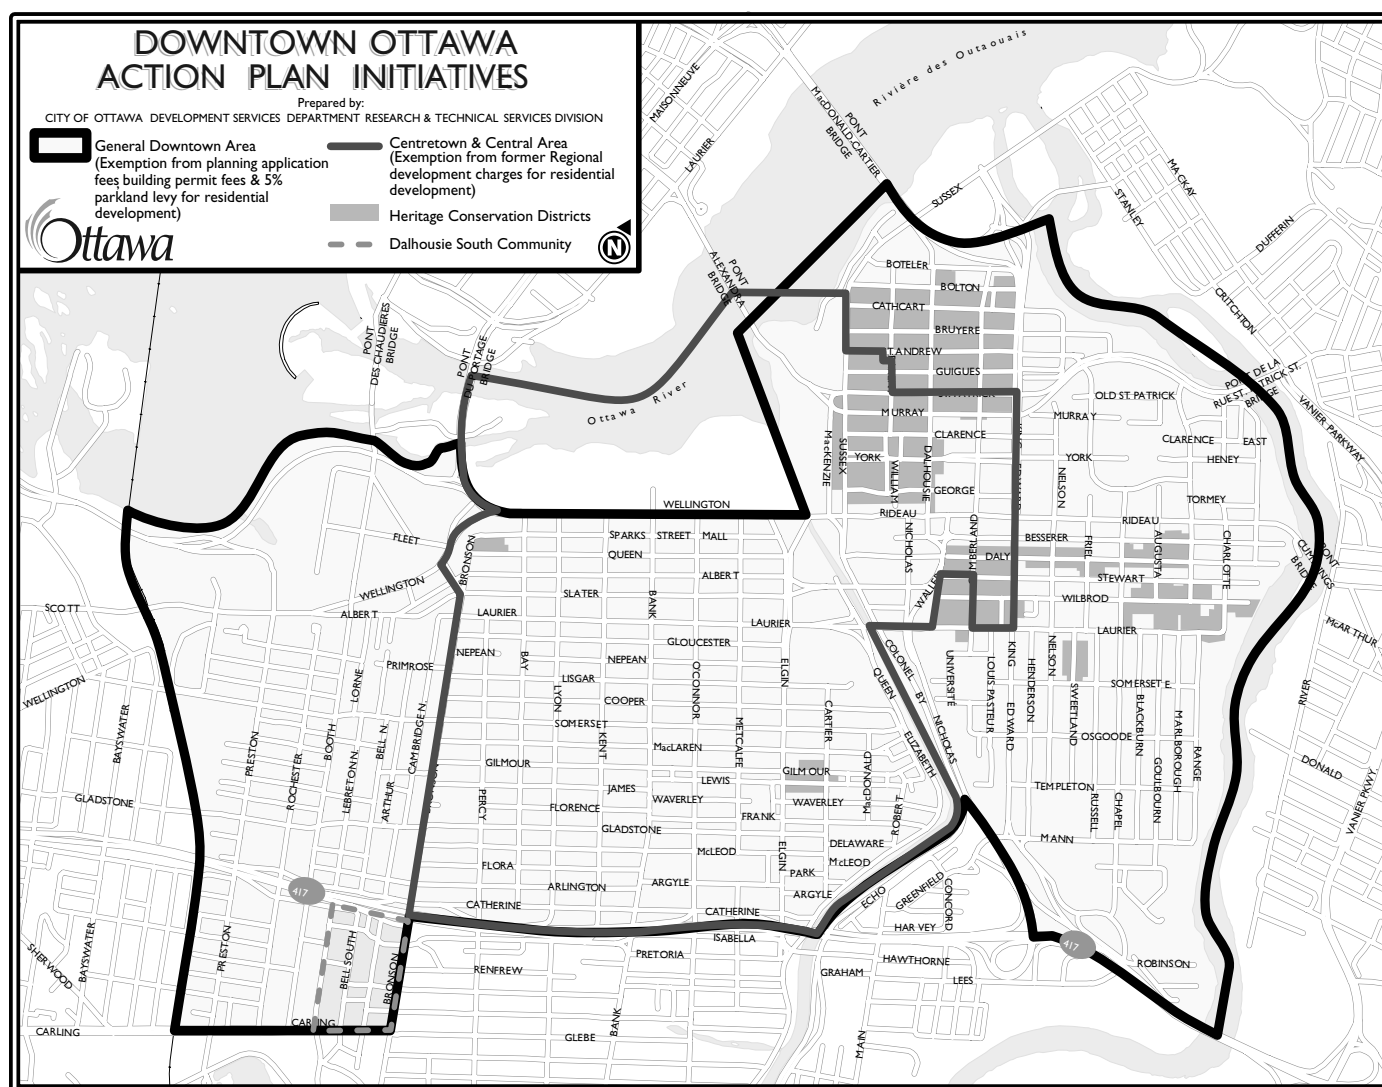 DOWNTOWN OTTAWA
ACTION PLAN INITIATIVES
Prepared by:
CITY OF OTTAWA DEVELOPMENT SERVICES DEPARTMENT RESEARCH & TECHNICAL SERVICES DIVISION
General Downtown Area
(Exemption from planning application
fees building permit fees & 5%
parkland levy for residential
development)
Centretown & Central Area
(Exemption from former Regional
development charges for residential
development)
Heritage Conservation Districts
Dalhousie South Community
Ottawa
N
Rivière des Outaouais
MAISONNEUVE
LAURIER
PONT
MacDONALD-CARTIER
BRIDGE
SUSSEX
MACKAY
STANLEY
DUFFERIN
CRITCHTON
PONT
ALEXANDRA
BRIDGE
BOTELER
BOLTON
CATHCART
BRUYERE
T. ANDREW
GUIGUES
PONT
DES CHAUDIERES
BRIDGE
PONT
DU PORTAGE
BRIDGE
Ottawa River
PONT DE LA
RUE ST. PATRICK ST.
BRIDGE
VANIER PARKWAY
OLD ST. PATRICK
MURRAY
MURRAY
CLARENCE
CLARENCE
EAST
YORK
YORK
HENEY
MacKENZIE
SUSSEX
WILLIAM
DALHOUSIE
GEORGE
NELSON
TORMEY
WELLINGTON
RIDEAU
RIDEAU
NICHOLAS
BESSERER
FRIEL
AUGUSTA
CHARLOTTE
DALY
STEWART
WILBROD
LAURIER
PONT
CUMMINGS
BRIDGE
McARTHUR
FLEET
BRONSON
SPARKS STREET MALL
QUEEN
ALBERT
SLATER
BANK
WELLINGTON
ALBERT
SCOTT
LAURIER
LAURIER
GLOUCESTER
NEPEAN
NEPEAN
BAY
LISGAR
LYON
COOPER
O'CONNOR
ELGIN
SOMERSET
KENT
METCALFE
CARTIER
MacLAREN
GILMOUR
GILMOUR
LEWIS
JAMES
WAVERLEY
WAVERLEY
MacDONALD
PERCY
FLORENCE
FRANK
ROBERT
GLADSTONE
DELAWARE
McLEOD
McLEOD
ELGIN
PARK
FLORA
ARLINGTON
ARGYLE
ARGYLE
CATHERINE
CATHERINE
ISABELLA
PRETORIA
RENFREW
GLEBE
BANK
COLONEL BY
QUEEN ELIZABETH
NICHOLAS
UNIVERSITÉ
LOUIS PASTEUR
KING EDWARD
HENDERSON
NELSON
SWEETLAND
SOMERSET E.
OSGOODE
BLACKBURN
MARLBOROUGH
GOULBOURN
RANGE
TEMPLETON
RUSSELL
CHAPEL
MANN
RIVER
DONALD
VANIER PKWY
PRIMROSE
CAMBRIDGE N.
LORNE
BOOTH
BELL N.
LEBRETON N.
ARTHUR
ROCHESTER
PRESTON
WELLINGTON
BAYSWATER
GLADSTONE
417
PRESTON
BELL SOUTH
BRONSON
CARLING
CARLING
SHERWOOD
BAYSWATER
ECHO
GREENFIELD
CONCORD
HARVEY
HAWTHORNE
LEES
GRAHAM
MAIN
417
ROBINSON